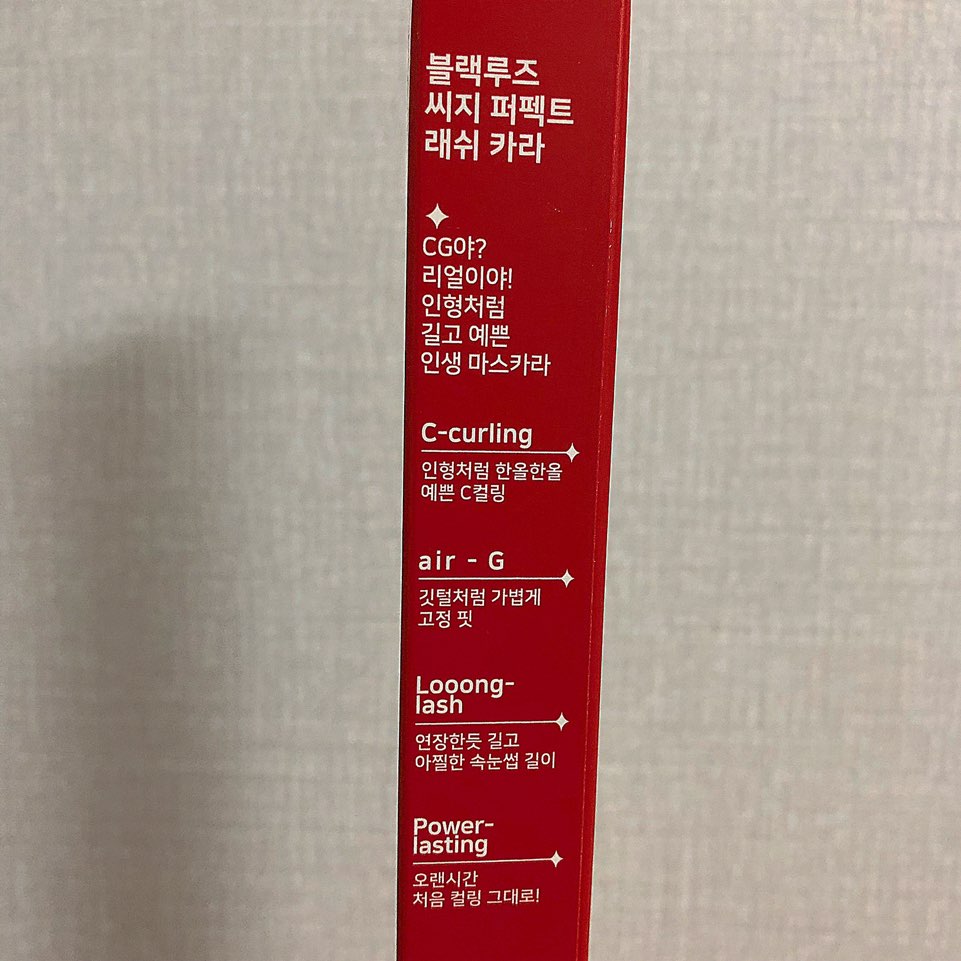 블랙루즈
씨지 퍼펙트
래쉬 카라
CG야?
리얼이야!
인형처럼
길고 예쁜
인생 마스카라
C-curling
인형처럼 한올한올
예쁜 C컬링
air - G
깃털처럼 가볍게
고정 핏
Looong-
lash
연장한듯 길고
아찔한 속눈썹 길이
Power-
lasting
오랜시간
처음 컬링 그대로!